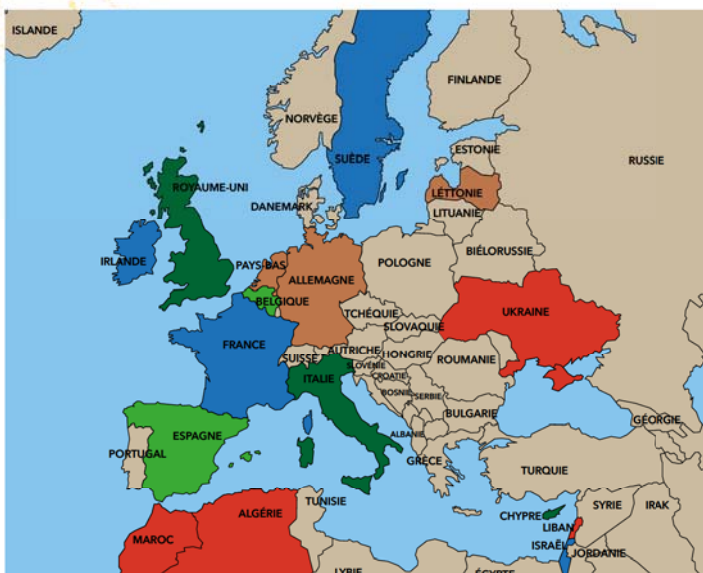 ISLANDE
FINLANDE
NORVÈGE
ESTONIE
SUÈDE
RUSSIE
ROYAUME-UNI
LETTONIE
DANEMARK
LITUANIE
IRLANDE
PAYS-BAS
BIÉLORUSSIE
POLOGNE
ALLEMAGNE
BELGIQUE
TCHÉQUIE
UKRAINE
SLOVAQUIE
FRANCE
SUISSE
AUTRICHE
HONGRIE
ROUMANIE
SLOVÉNIE
CROATIE
ITALIE
BOSNIE
SERBIE
BULGARIE
GÉORGIE
ESPAGNE
ALBANIE
PORTUGAL
GRÈCE
TURQUIE
TUNISIE
SYRIE
IRAK
ALGÉRIE
CHYPRE
LIBAN
MAROC
ISRAËL
JORDANIE
LYBIE
ÉGYPTE